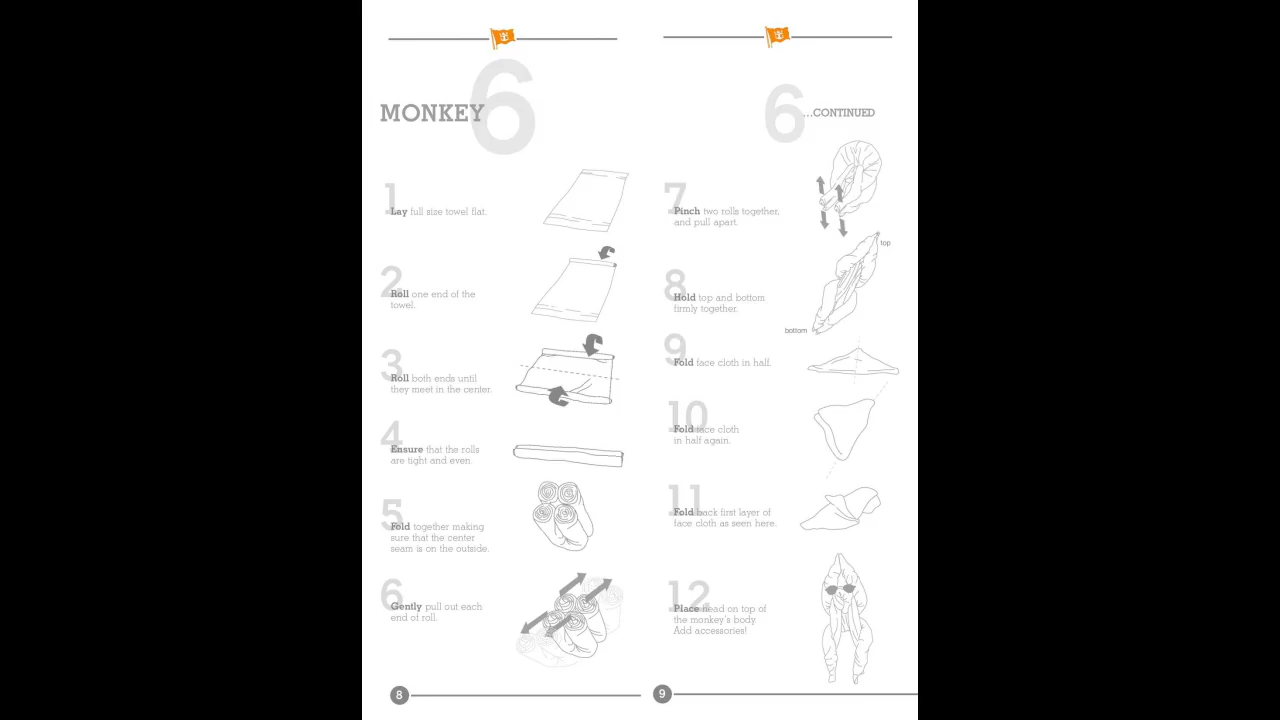 MONKEY 6
1
Lay full size towel flat.
2
Roll one end of the
towel.
3
Roll both ends until
they meet in the center.
4
Ensure that the rolls
are tight and even.
5
Fold together making
sure that the center
seam is on the outside.
6
Gently pull out each
end of roll.
8
6 ...CONTINUED
7
Pinch two rolls together,
and pull apart.
top
8
Hold top and bottom
firmly together.
bottom
9
Fold face cloth in half.
10
Fold face cloth
in half again.
11
Fold back first layer of
face cloth as seen here.
12
Place head on top of
the monkey's body.
Add accessories!
9